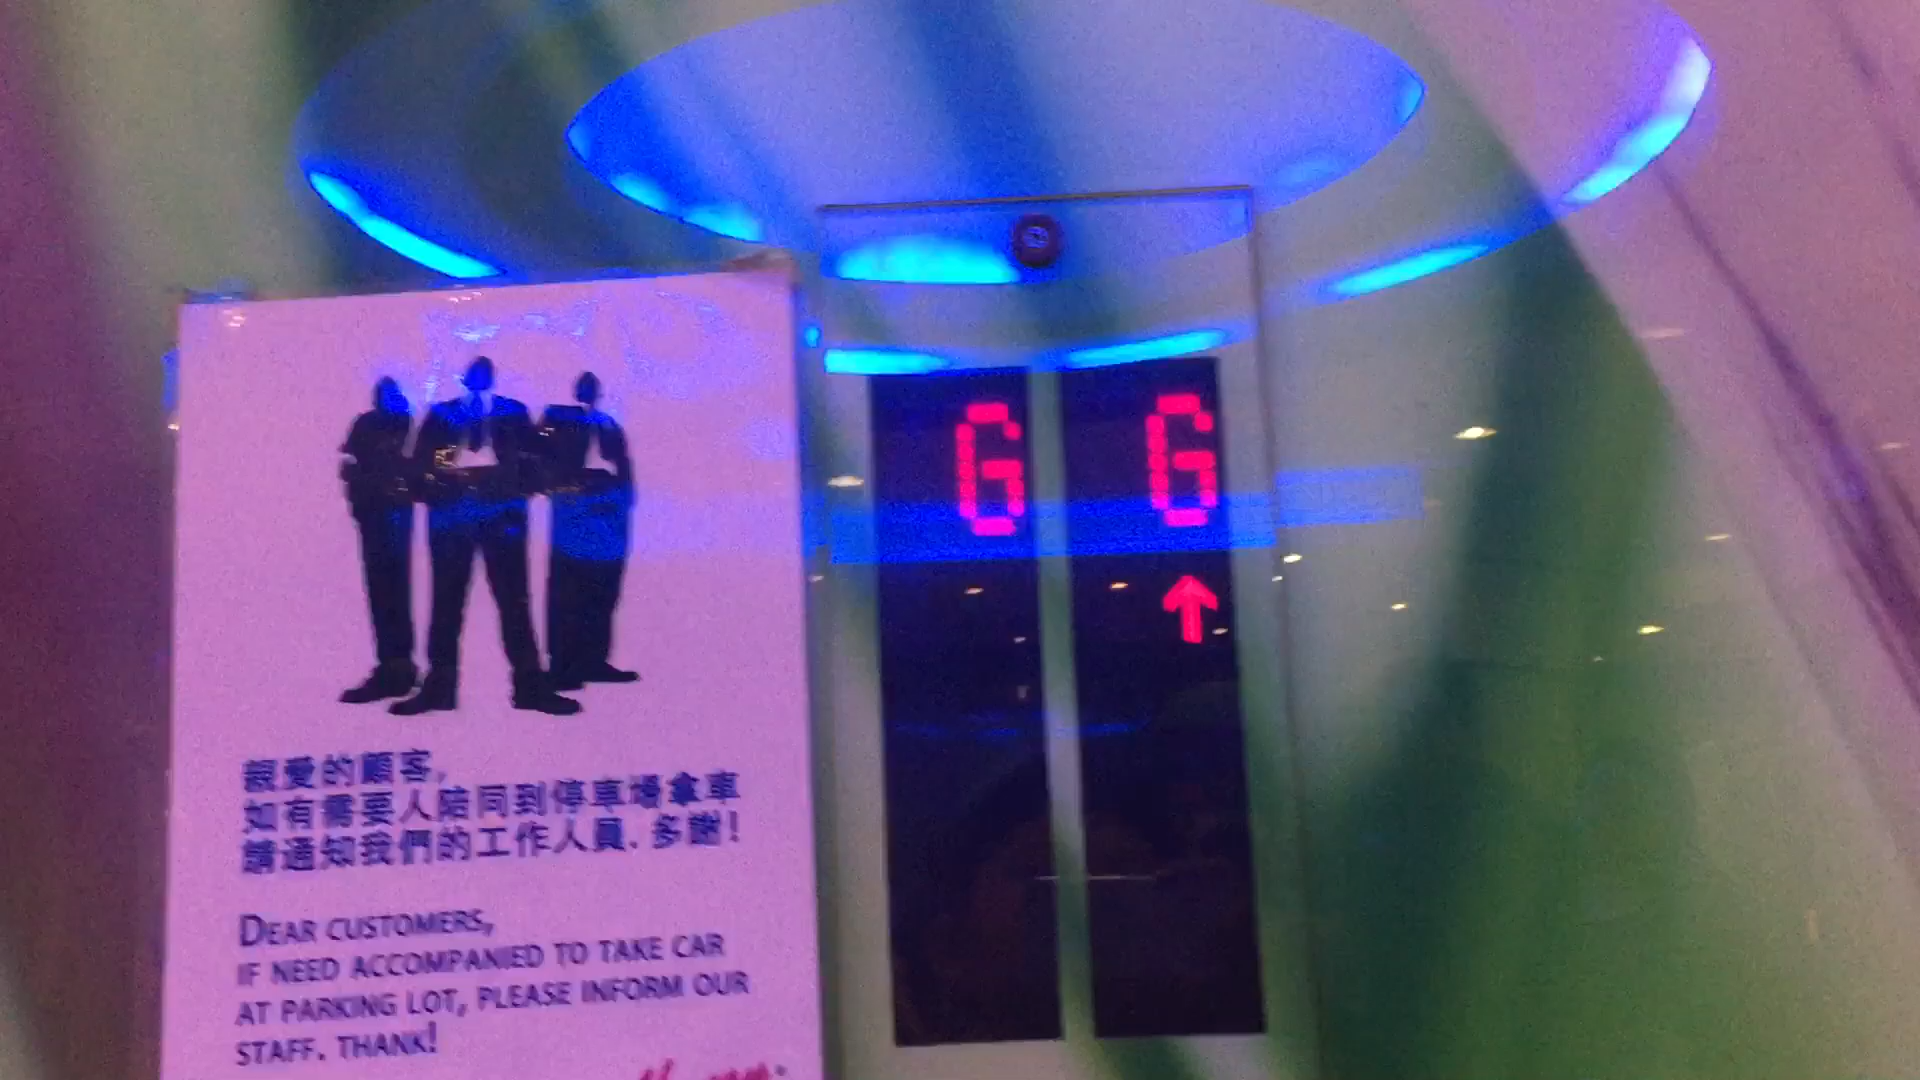 G G
親愛的顧客,
如有需要人陪同到停車場拿車
請通知我們的工作人員. 多謝!
DEAR CUSTOMERS,
IF NEED ACCOMPANIED TO TAKE CAR
AT PARKING LOT, PLEASE INFORM OUR
STAFF. THANK!